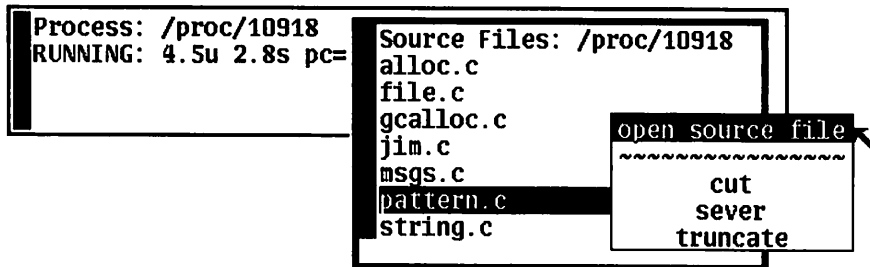 Process: /proc/10918
RUNNING: 4.5u 2.8s pc=
Source Files: /proc/10918
alloc.c
file.c
gcalloc.c
jim.c
msgs.c
pattern.c
string.c
open source file
~~~~~~~~~~~~~~~~
cut
sever
truncate